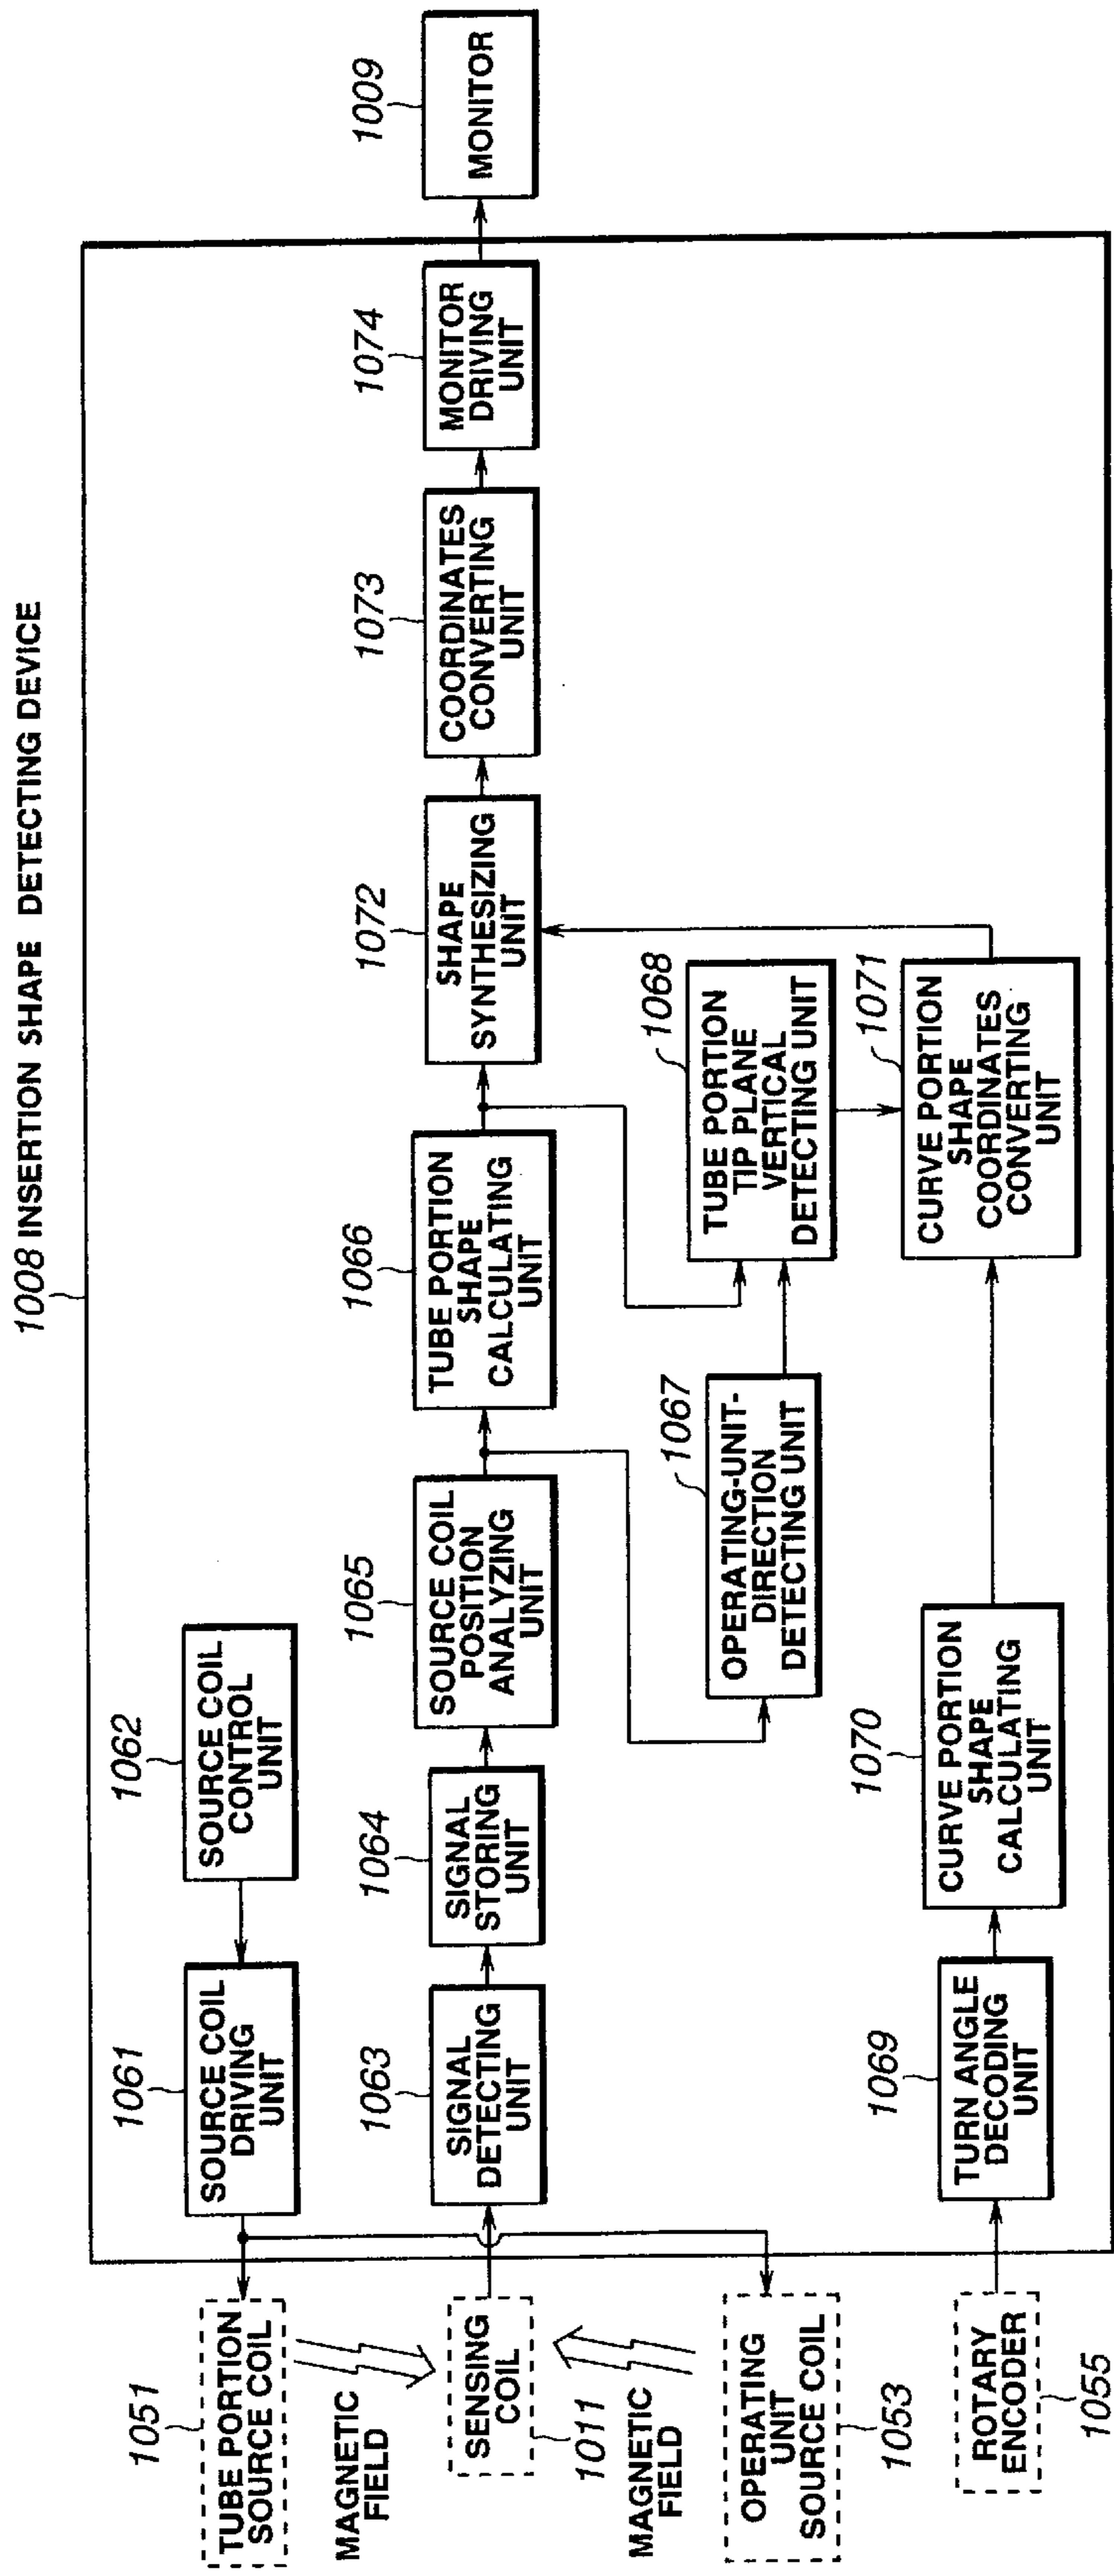 1008 INSERTION SHAPE DETECTING DEVICE
1051
TUBE PORTION
SOURCE COIL
1061
SOURCE COIL
DRIVING
UNIT
1062
SOURCE COIL
CONTROL
UNIT
MAGNETIC
FIELD
SENSING
COIL
1011
1063
SIGNAL
DETECTING
UNIT
1064
SIGNAL
STORING
UNIT
1065
SOURCE COIL
POSITION
ANALYZING
UNIT
1066
TUBE PORTION
SHAPE
CALCULATING
UNIT
1072
SHAPE
SYNTHESIZING
UNIT
1073
COORDINATES
CONVERTING
UNIT
1074
MONITOR
DRIVING
UNIT
1009
MONITOR
MAGNETIC
FIELD
OPERATING
UNIT
SOURCE COIL
1053
1067
OPERATING-UNIT-
DIRECTION
DETECTING UNIT
1068
TUBE PORTION
TIP PLANE
VERTICAL
DETECTING UNIT
ROTARY
ENCODER
1055
1069
TURN ANGLE
DECODING
UNIT
1070
CURVE PORTION
SHAPE
CALCULATING
UNIT
1071
CURVE PORTION
SHAPE
COORDINATES
CONVERTING
UNIT